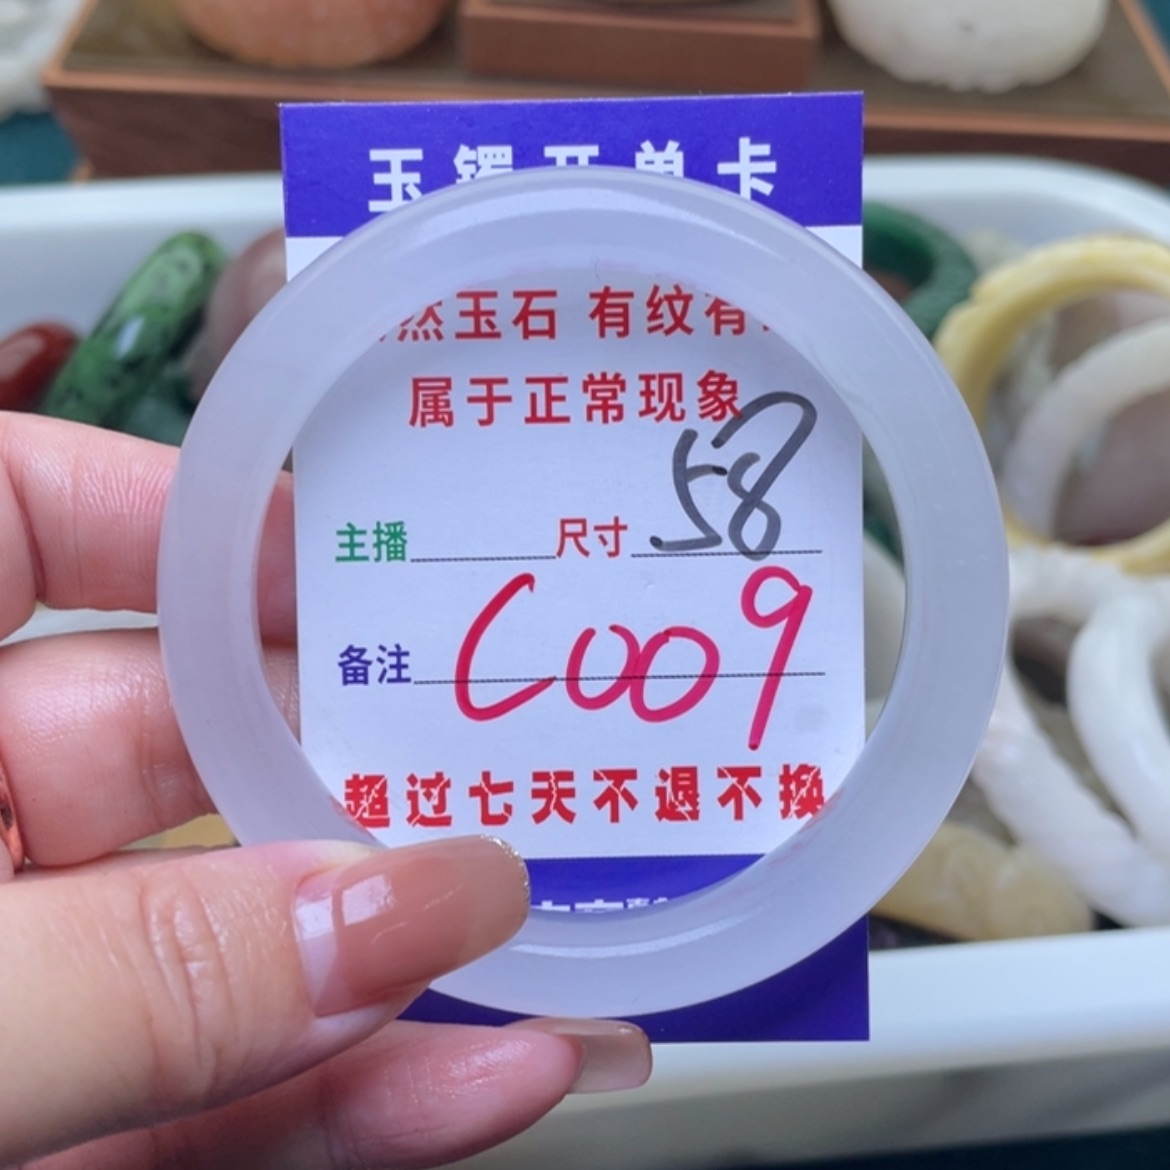 玉镯开单卡
然玉石 有纹有
属于正常现象
主播 尺寸 58
备注 C009
超过七天不退不换